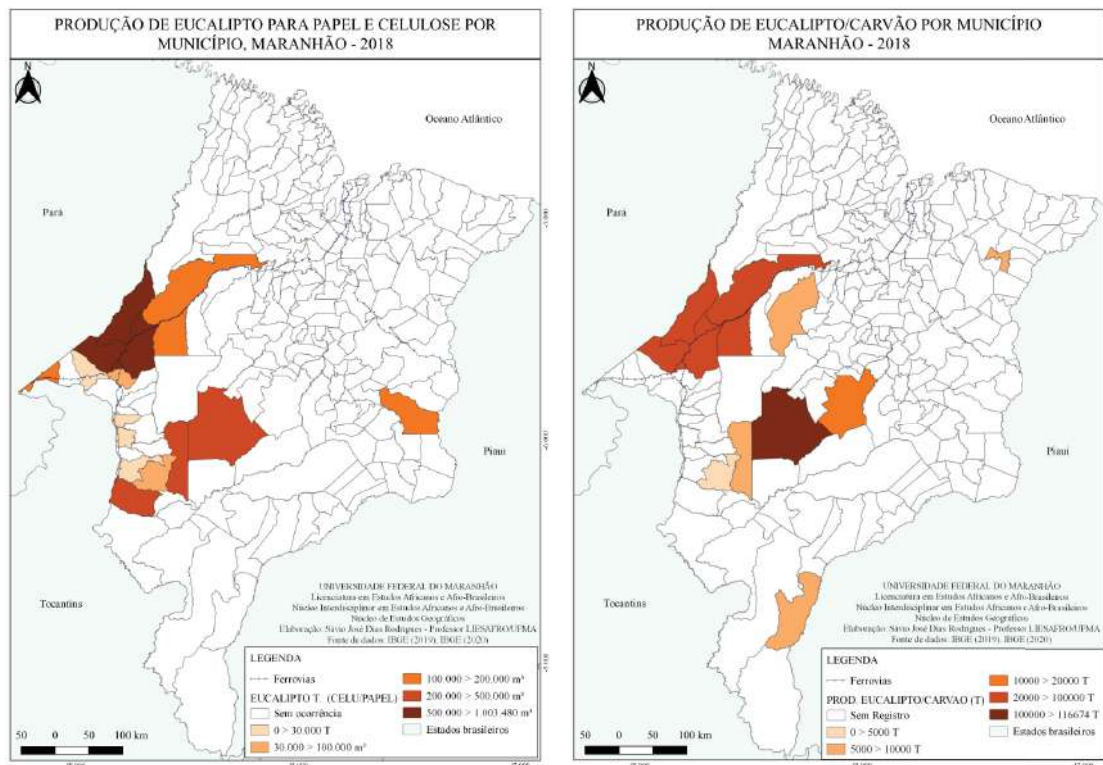 PRODUÇÃO DE EUCALIPTO PARA PAPEL E CELULOSE POR
MUNICÍPIO, MARANHÃO - 2018
N
Oceano Atlântico
Pará
Piauí
Tocantins
UNIVERSIDADE FEDERAL DO MARANHÃO
Licenciatura em Estudos Africanos e Afro-Brasileiros
Núcleo Interdisciplinar em Estudos Africanos e Afro-Brasileiros
Núcleo de Estudos Geográficos
Elaboração: Sávio José Dias Rodrigues - Professor LIESAFRO/UFMA
Fonte de dados: IBGE (2019), IBGE (2020)
LEGENDA
Ferrovias
EUCALIPTO T. (CELU/PAPEL)
Sem ocorrência
0 > 30.000 T
30.000 > 100.000 m³
100.000 > 200.000 m³
200.000 > 500.000 m³
500.000 > 1.003.480 m³
Estados brasileiros
50 0 50 100 km
PRODUÇÃO DE EUCALIPTO/CARVÃO POR MUNICÍPIO
MARANHÃO - 2018
N
Oceano Atlântico
Pará
Piauí
Tocantins
UNIVERSIDADE FEDERAL DO MARANHÃO
Licenciatura em Estudos Africanos e Afro-Brasileiros
Núcleo Interdisciplinar em Estudos Africanos e Afro-Brasileiros
Núcleo de Estudos Geográficos
Elaboração: Sávio José Dias Rodrigues - Professor LIESAFRO/UFMA
Fonte de dados: IBGE (2019), IBGE (2020)
LEGENDA
Ferrovias
PROD. EUCALIPTO/CARVAO (T)
Sem Registro
0 > 5000 T
5000 > 10000 T
10000 > 20000 T
20000 > 100000 T
100000 > 116674 T
Estados brasileiros
50 0 50 100 km